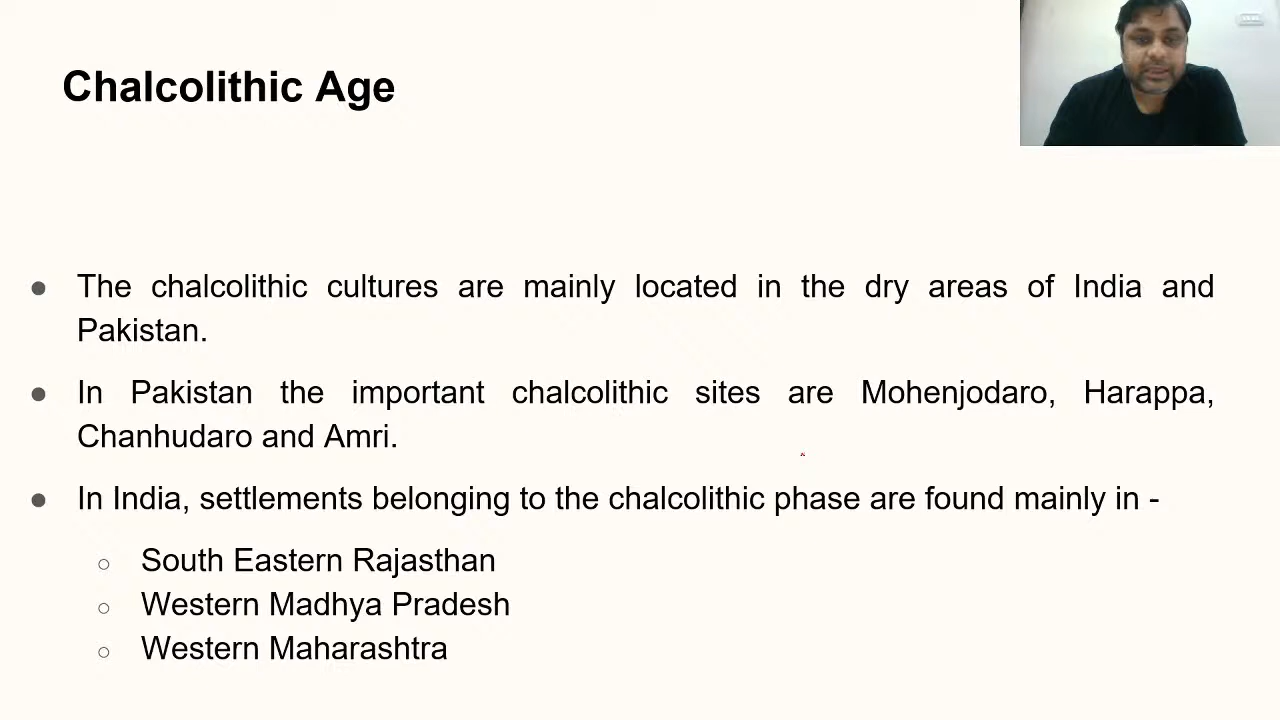 Chalcolithic Age
The chalcolithic cultures are mainly located in the dry areas of India and
Pakistan.
In Pakistan the important chalcolithic sites are Mohenjodaro, Harappa,
Chanhudaro and Amri.
In India, settlements belonging to the chalcolithic phase are found mainly in -
South Eastern Rajasthan
Western Madhya Pradesh
Western Maharashtra